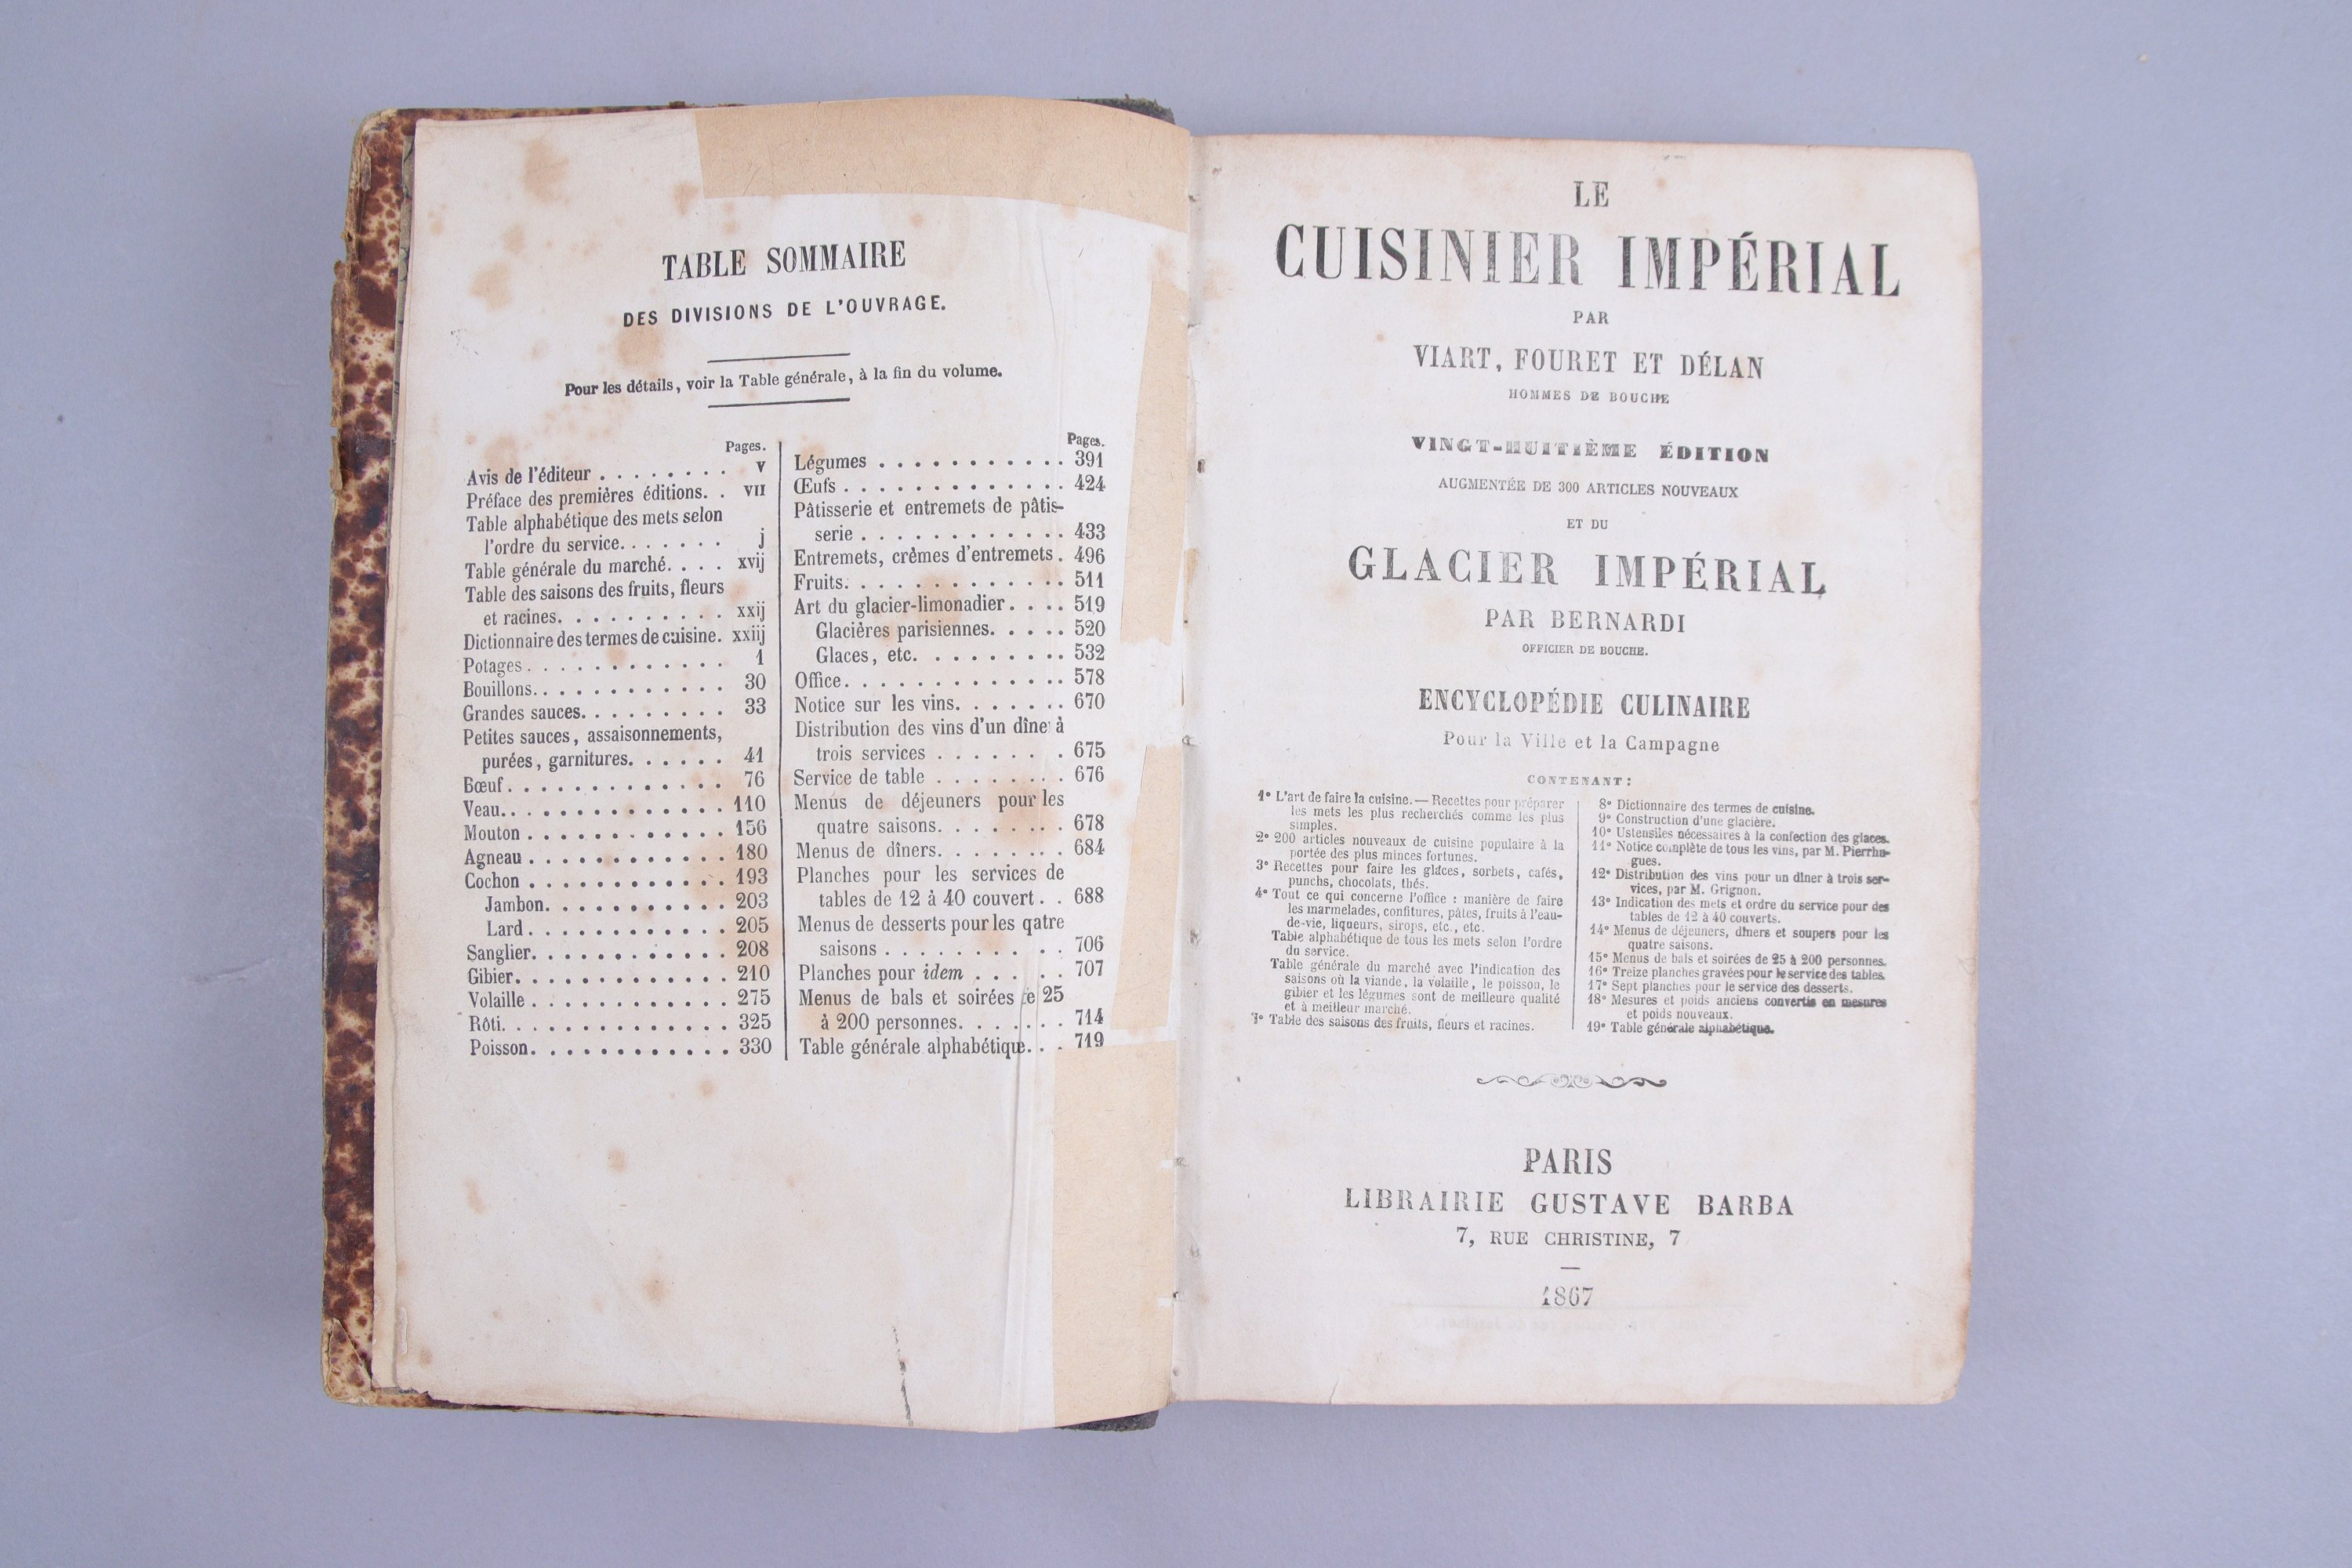 TABLE SOMMAIRE
DES DIVISIONS DE L'OUVRAGE.
Pour les détails, voir la Table générale, à la fin du volume.
Pages.
Avis de l'éditeur . . . . . . . . V
Préface des premières éditions. . VII
Table alphabétique des mets selon
l'ordre du service. . . . . . . j
Table générale du marché. . . . xvij
Table des saisons des fruits, fleurs
et racines. . . . . . . . . . xxij
Dictionnaire des termes de cuisine. xxiij
Potages . . . . . . . . . . . . 1
Bouillons. . . . . . . . . . . . 30
Grandes sauces. . . . . . . . . 33
Petites sauces, assaisonnements,
purées, garnitures. . . . . . 41
Bœuf . . . . . . . . . . . . . 76
Veau. . . . . . . . . . . . . . 110
Mouton . . . . . . . . . . . . 156
Agneau . . . . . . . . . . . . 180
Cochon . . . . . . . . . . . . 193
Jambon. . . . . . . . . . . 203
Lard . . . . . . . . . . . . 205
Sanglier. . . . . . . . . . . . 208
Gibier. . . . . . . . . . . . . 210
Volaille . . . . . . . . . . . . 275
Rôti. . . . . . . . . . . . . . 325
Poisson. . . . . . . . . . . . . 330
Pages.
Légumes . . . . . . . . . . . 391
Œufs . . . . . . . . . . . . . 424
Pâtisserie et entremets de pâtis-
serie . . . . . . . . . . . . 433
Entremets, crèmes d'entremets . 496
Fruits. . . . . . . . . . . . . 511
Art du glacier-limonadier . . . . 519
Glacières parisiennes. . . . . 520
Glaces, etc. . . . . . . . . 532
Office. . . . . . . . . . . . . 578
Notice sur les vins. . . . . . . 670
Distribution des vins d'un dîner à
trois services . . . . . . . . 675
Service de table . . . . . . . . 676
Menus de déjeuners pour les
quatre saisons. . . . . . . . 678
Menus de dîners. . . . . . . . 684
Planches pour les services de
tables de 12 à 40 couvert . . 688
Menus de desserts pour les qatre
saisons . . . . . . . . . . 706
Planches pour idem . . . . . 707
Menus de bals et soirées de 25
à 200 personnes. . . . . . . 714
Table générale alphabétique. . . 719
LE
CUISINIER IMPÉRIAL
PAR
VIART, FOURET ET DÉLAN
HOMMES DE BOUCHE
VINGT-HUITIÈME ÉDITION
AUGMENTÉE DE 300 ARTICLES NOUVEAUX
ET DU
GLACIER IMPÉRIAL
PAR BERNARDI
OFFICIER DE BOUCHE.
ENCYCLOPÉDIE CULINAIRE
Pour la Ville et la Campagne
CONTENANT :
1° L'art de faire la cuisine. — Recettes pour préparer
les mets les plus recherchés comme les plus
simples.
2° 200 articles nouveaux de cuisine populaire à la
portée des plus minces fortunes.
3° Recettes pour faire les glaces, sorbets, cafés,
punchs, chocolats, thés.
4° Tout ce qui concerne l'office : manière de faire
les marmelades, confitures, pâtes, fruits à l'eau-
de-vie, liqueurs, sirops, etc., etc.
Table alphabétique de tous les mets selon l'ordre
du service.
Table générale du marché avec l'indication des
saisons où la viande, la volaille, le poisson, le
gibier et les légumes sont de meilleure qualité
et à meilleur marché.
7° Table des saisons des fruits, fleurs et racines.
8° Dictionnaire des termes de cuisine.
9° Construction d'une glacière.
10° Ustensiles nécessaires à la confection des glaces.
11° Notice complète de tous les vins, par M. Pierrhu-
gues.
12° Distribution des vins pour un dîner à trois ser-
vices, par M. Grignon.
13° Indication des mets et ordre du service pour des
tables de 12 à 40 couverts.
14° Menus de déjeuners, dîners et soupers pour les
quatre saisons.
15° Menus de bals et soirées de 25 à 200 personnes.
16° Treize planches gravées pour le service des tables.
17° Sept planches pour le service des desserts.
18° Mesures et poids anciens convertis en mesures
et poids nouveaux.
19° Table générale alphabétique.
PARIS
LIBRAIRIE GUSTAVE BARBA
7, RUE CHRISTINE, 7
1867